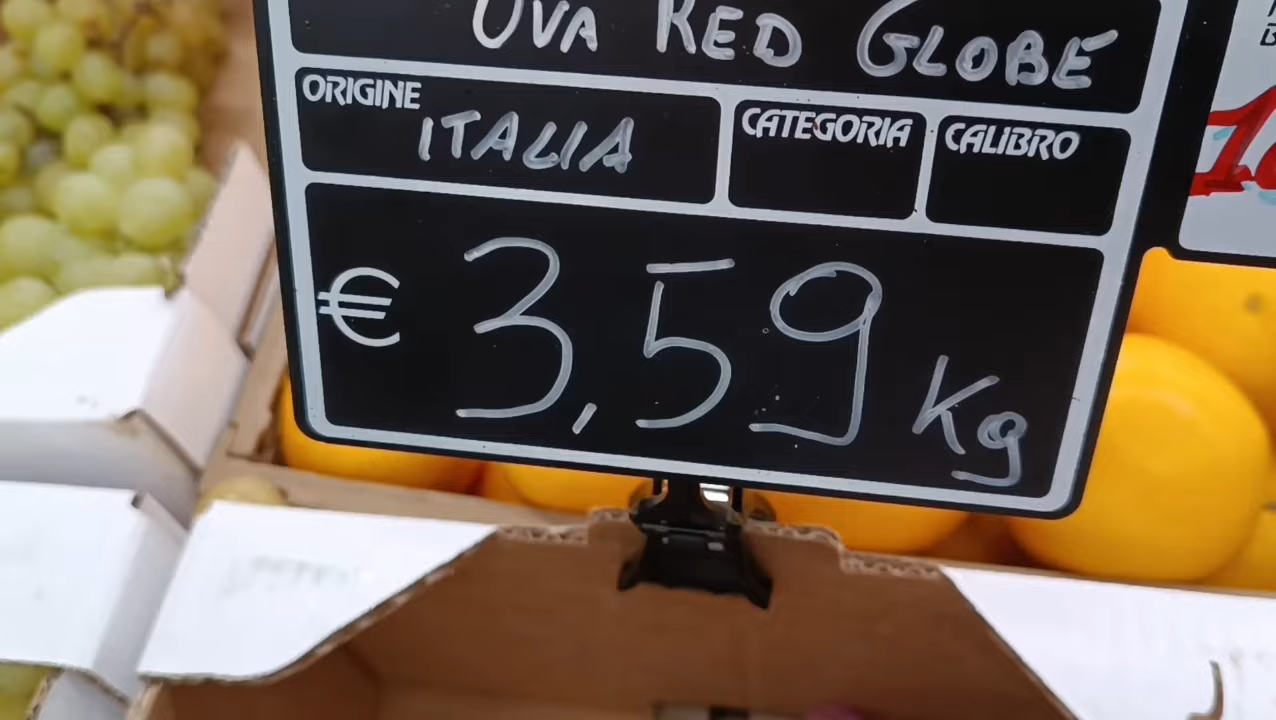 UVA RED GLOBE
ORIGINE
ITALIA
CATEGORIA
CALIBRO
€ 3,59 Kg